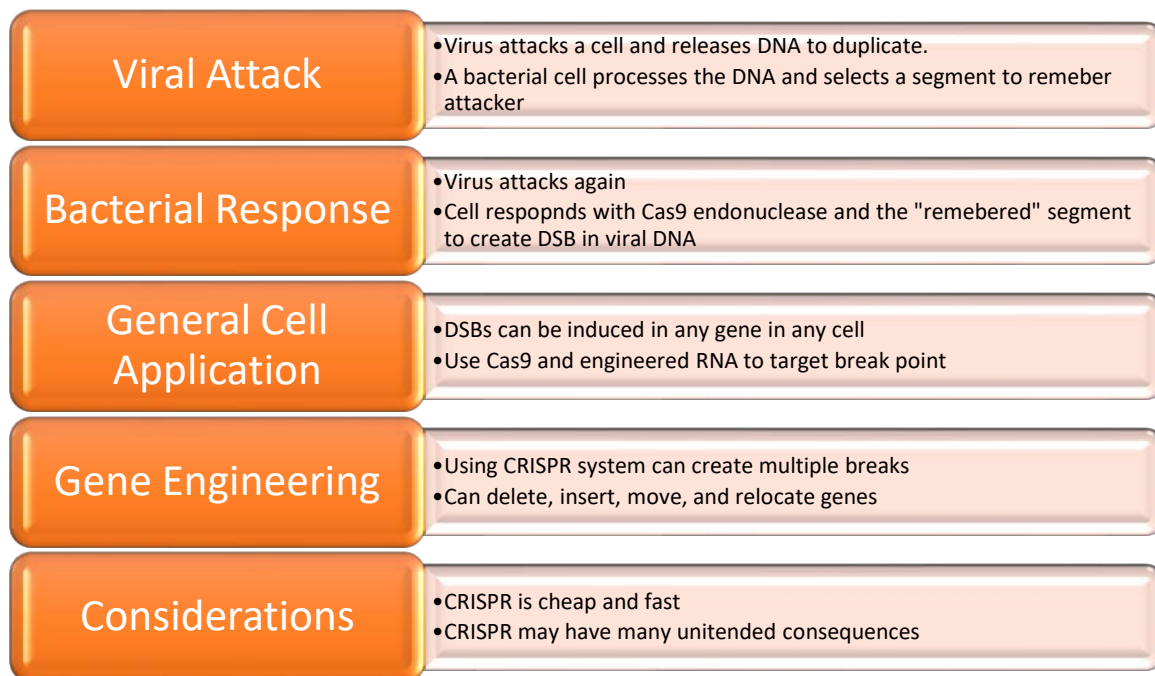 Viral Attack
•Virus attacks a cell and releases DNA to duplicate.
•A bacterial cell processes the DNA and selects a segment to remeber
attacker
Bacterial Response
•Virus attacks again
•Cell respopnds with Cas9 endonuclease and the "remebered" segment
to create DSB in viral DNA
General Cell
Application
•DSBs can be induced in any gene in any cell
•Use Cas9 and engineered RNA to target break point
Gene Engineering
•Using CRISPR system can create multiple breaks
•Can delete, insert, move, and relocate genes
Considerations
•CRISPR is cheap and fast
•CRISPR may have many unitended consequences